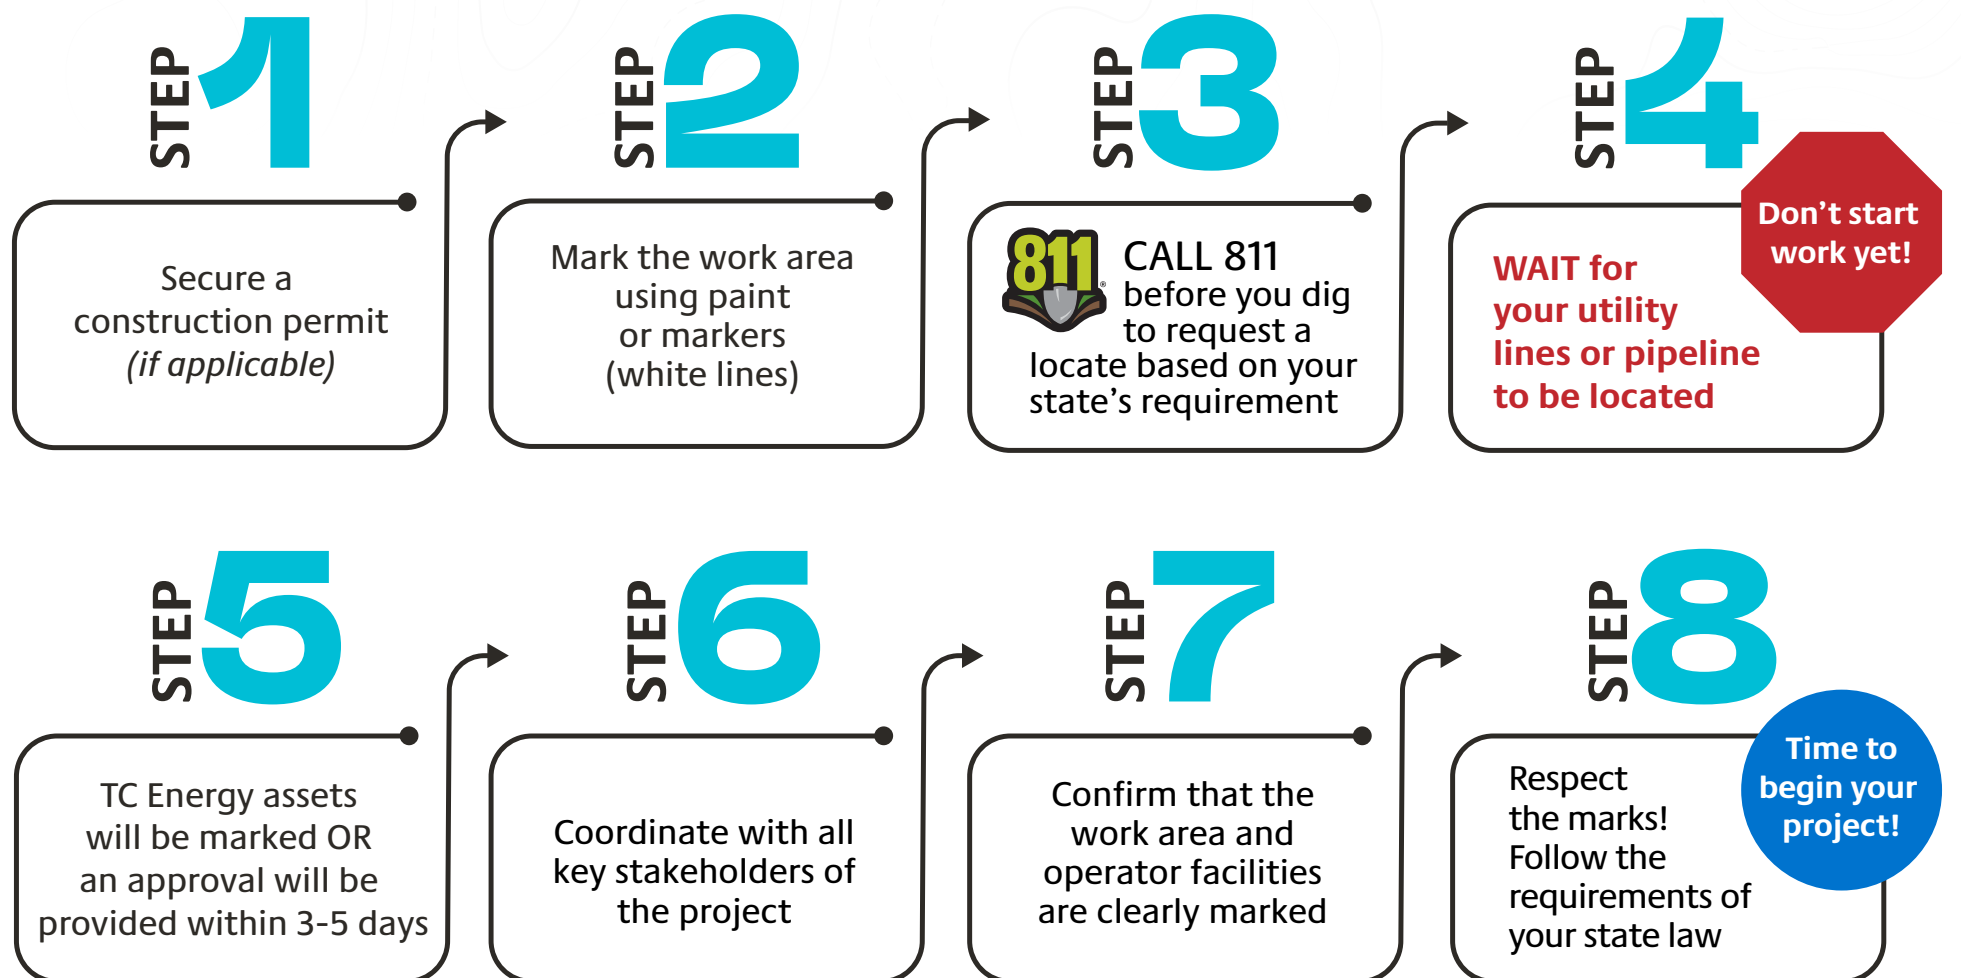 STEP 1
Secure a
construction permit
(if applicable)
STEP 2
Mark the work area
using paint
or markers
(white lines)
STEP 3
811
CALL 811
before you dig
to request a
locate based on your
state's requirement
STEP 4
Don't start
work yet!
WAIT for
your utility
lines or pipeline
to be located
STEP 5
TC Energy assets
will be marked OR
an approval will be
provided within 3-5 days
STEP 6
Coordinate with all
key stakeholders of
the project
STEP 7
Confirm that the
work area and
operator facilities
are clearly marked
STEP 8
Time to
begin your
project!
Respect
the marks!
Follow the
requirements of
your state law